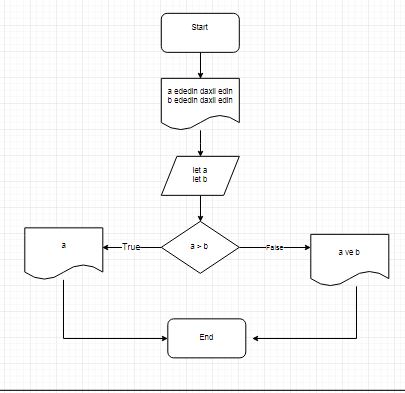 Start
a ededin daxil edin
b ededin daxil edin
let a
let b
a > b
True
False
a
a ve b
End